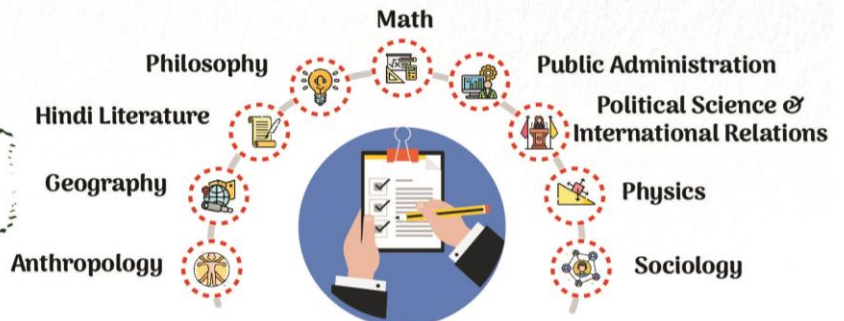 Math
Philosophy
Public Administration
Hindi Literature
Political Science &
International Relations
Geography
Physics
Anthropology
Sociology